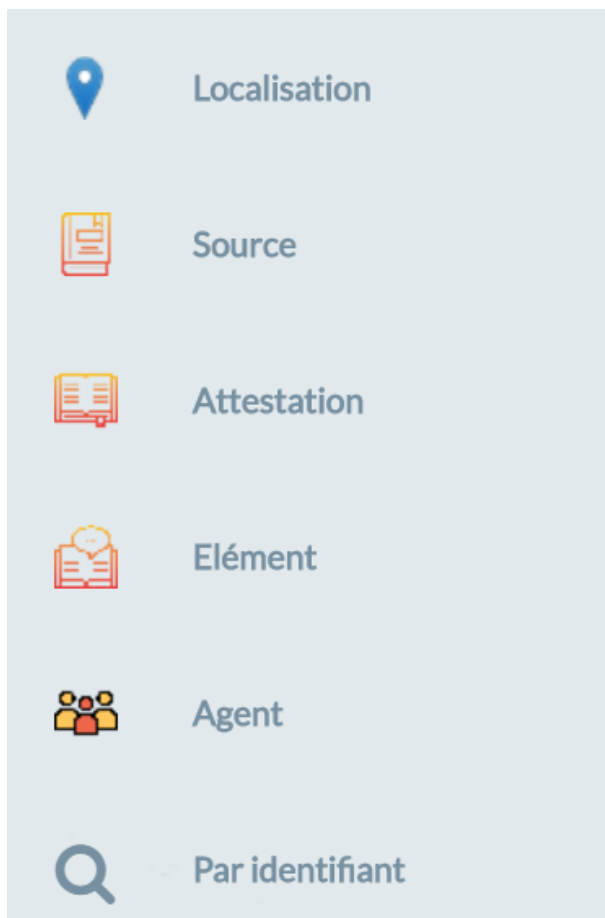 Localisation
Source
Attestation
Elément
Agent
Par identifiant